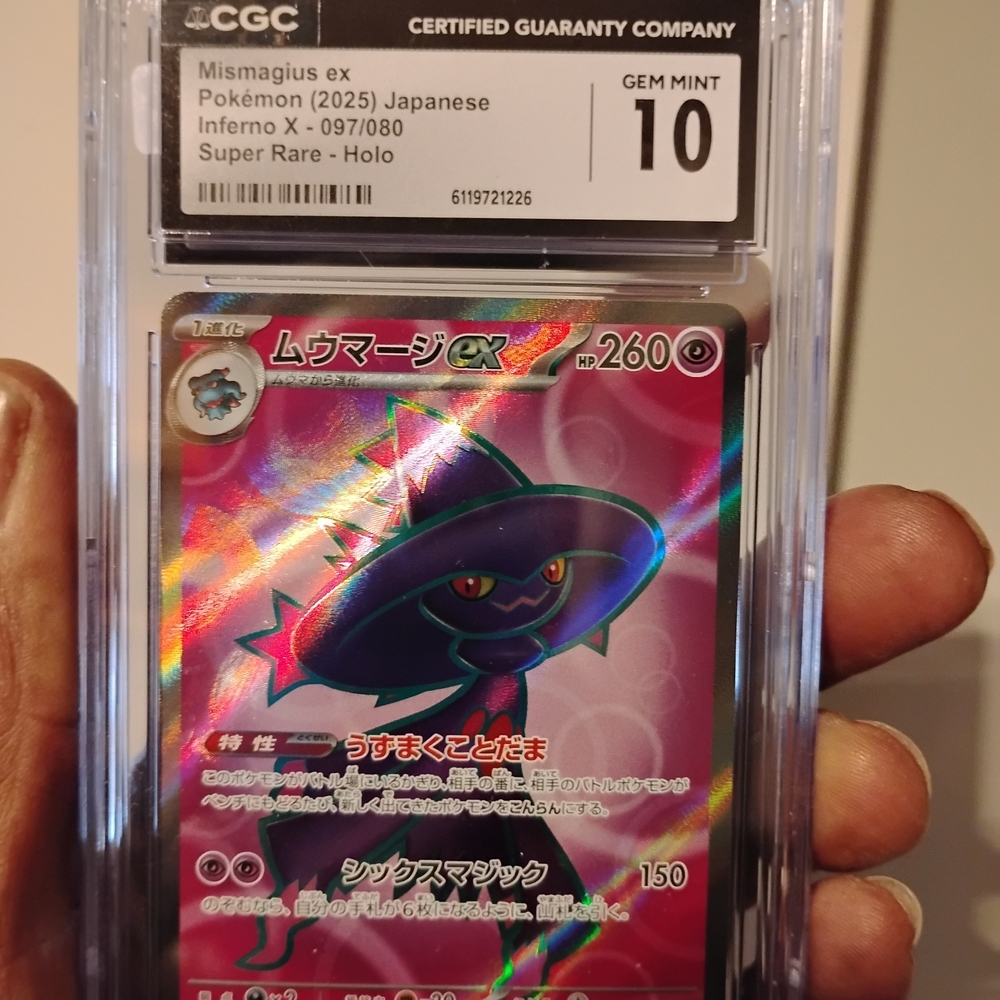 CGC
CERTIFIED GUARANTY COMPANY
Mismagius ex
Pokémon (2025) Japanese
Inferno X - 097/080
Super Rare - Holo
GEM MINT
10
6119721226
1進化
ムウマージex
HP260
ムウマから進化
特性 とくせい うずまくことだま
このポケモンがバトル場にいるかぎり、相手の番に、相手のバトルポケモンが
ベンチにもどるたび、新しく出てきたポケモンをこんらんにする。
シックスマジック 150
のぞむなら、自分の手札が6枚になるように、山札を引く。
×2
-30